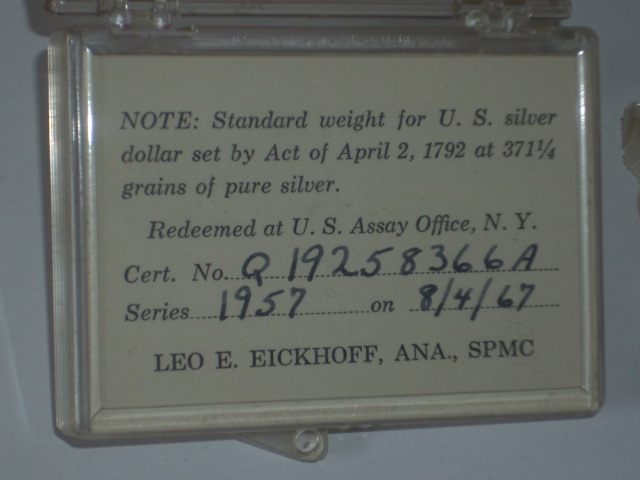 NOTE: Standard weight for U. S. silver
dollar set by Act of April 2, 1792 at 371¼
grains of pure silver.
Redeemed at U. S. Assay Office, N. Y.
Cert. No. Q 19258366A
Series 1957 on 8/4/67
LEO E. EICKHOFF, ANA., SPMC